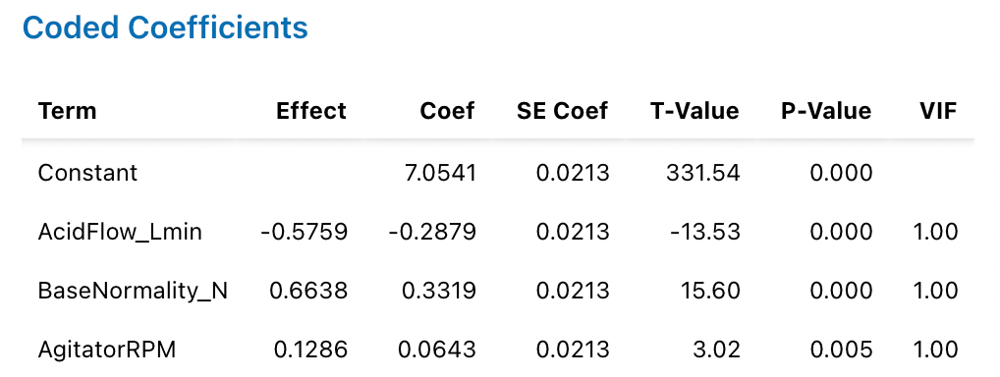 Coded Coefficients
Term Effect Coef SE Coef T-Value P-Value VIF
Constant 7.0541 0.0213 331.54 0.000
AcidFlow_Lmin -0.5759 -0.2879 0.0213 -13.53 0.000 1.00
BaseNormality_N 0.6638 0.3319 0.0213 15.60 0.000 1.00
AgitatorRPM 0.1286 0.0643 0.0213 3.02 0.005 1.00